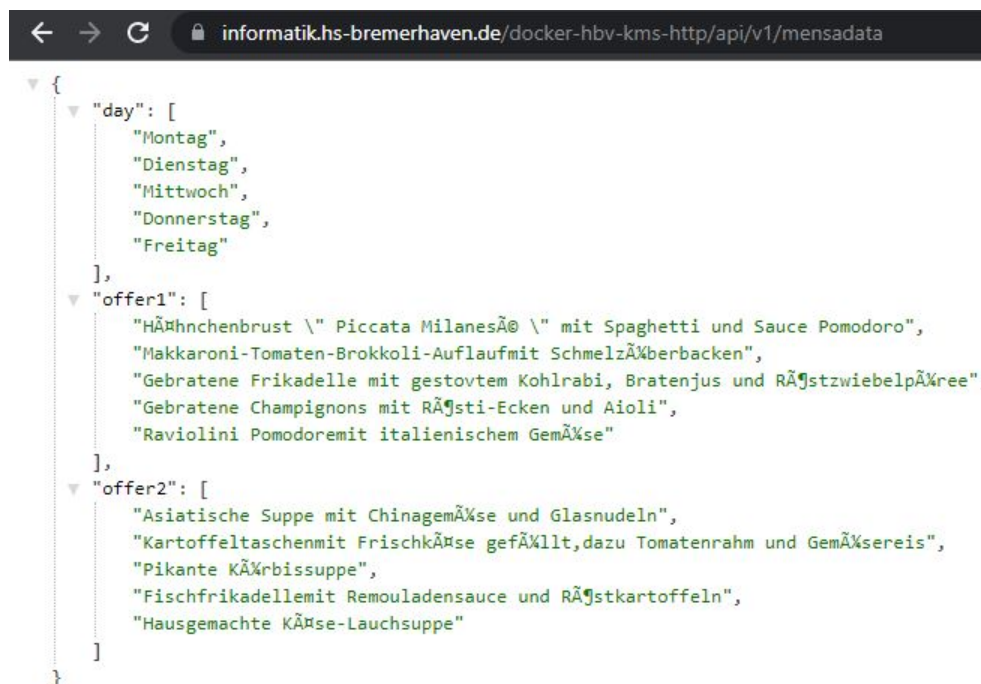 informatik.hs-bremerhaven.de/docker-hbv-kms-http/api/v1/mensadata
{
"day": [
"Montag",
"Dienstag",
"Mittwoch",
"Donnerstag",
"Freitag"
],
"offer1": [
"HÃ¤hnchenbrust \" Piccata MilanesÃ© \" mit Spaghetti und Sauce Pomodoro",
"Makkaroni-Tomaten-Brokkoli-Auflaufmit SchmelzÃ¼berbacken",
"Gebratene Frikadelle mit gestovtem Kohlrabi, Bratenjus und RÃ¶stzwiebelpÃ¼ree"
"Gebratene Champignons mit RÃ¶sti-Ecken und Aioli",
"Raviolini Pomodoremit italienischem GemÃ¼se"
],
"offer2": [
"Asiatische Suppe mit ChinagemÃ¼se und Glasnudeln",
"Kartoffeltaschenmit FrischkÃ¤se gefÃ¼llt,dazu Tomatenrahm und GemÃ¼sereis",
"Pikante KÃ¼rbissuppe",
"Fischfrikadellemit Remouladensauce und RÃ¶stkartoffeln",
"Hausgemachte KÃ¤se-Lauchsuppe"
]
}